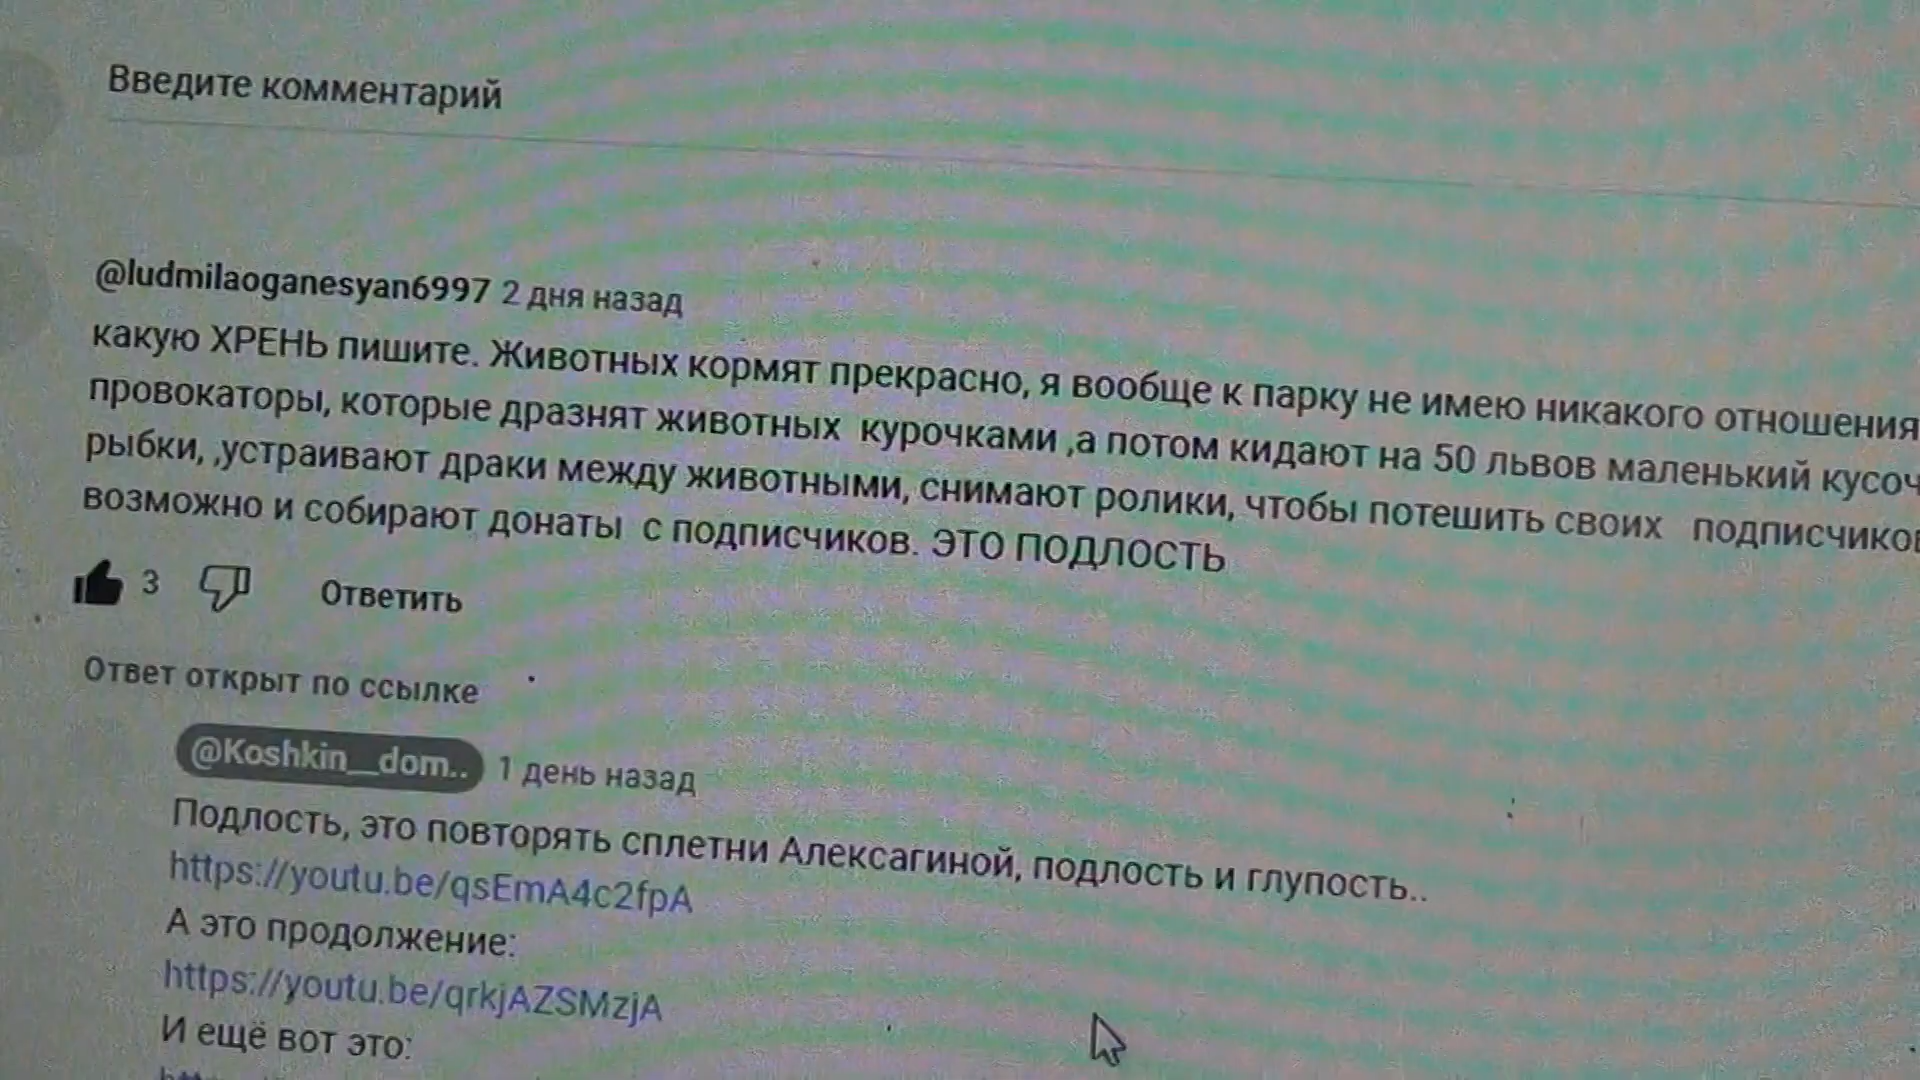 Введите комментарий
@ludmilaoganesyan6997 2 дня назад
какую ХРЕНЬ пишите. Животных кормят прекрасно, я вообще к парку не имею никакого отношения
провокаторы, которые дразнят животных курочками ,а потом кидают на 50 львов маленький кусоч
рыбки, ,устраивают драки между животными, снимают ролики, чтобы потешить своих подписчиков
возможно и собирают донаты с подписчиков. ЭТО ПОДЛОСТЬ
3 Ответить
Ответ открыт по ссылке
@Koshkin__dom.. 1 день назад
Подлость, это повторять сплетни Алексагиной, подлость и глупость..
https://youtu.be/qsEmA4c2fpA
А это продолжение:
https://youtu.be/qrkjAZSMzjA
И ещё вот это: